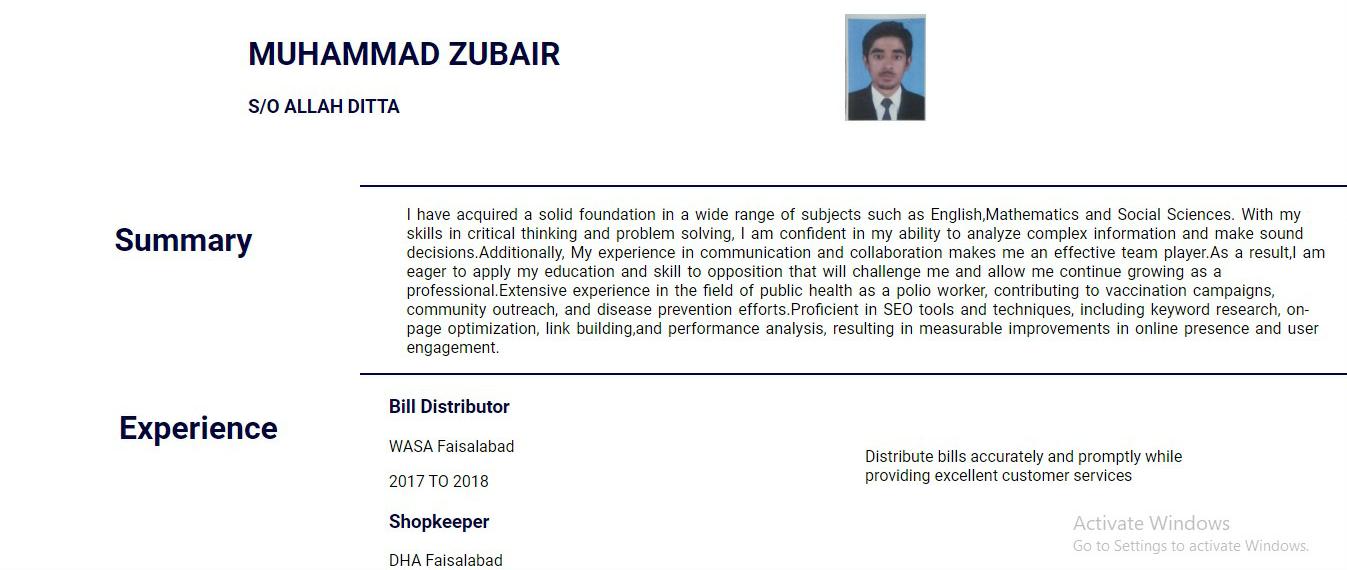 MUHAMMAD ZUBAIR
S/O ALLAH DITTA
Summary
I have acquired a solid foundation in a wide range of subjects such as English,Mathematics and Social Sciences. With my
skills in critical thinking and problem solving, I am confident in my ability to analyze complex information and make sound
decisions.Additionally, My experience in communication and collaboration makes me an effective team player.As a result,I am
eager to apply my education and skill to opposition that will challenge me and allow me continue growing as a
professional.Extensive experience in the field of public health as a polio worker, contributing to vaccination campaigns,
community outreach, and disease prevention efforts.Proficient in SEO tools and techniques, including keyword research, on-
page optimization, link building,and performance analysis, resulting in measurable improvements in online presence and user
engagement.
Experience
Bill Distributor
WASA Faisalabad
2017 TO 2018
Distribute bills accurately and promptly while
providing excellent customer services
Shopkeeper
DHA Faisalabad
Activate Windows
Go to Settings to activate Windows.